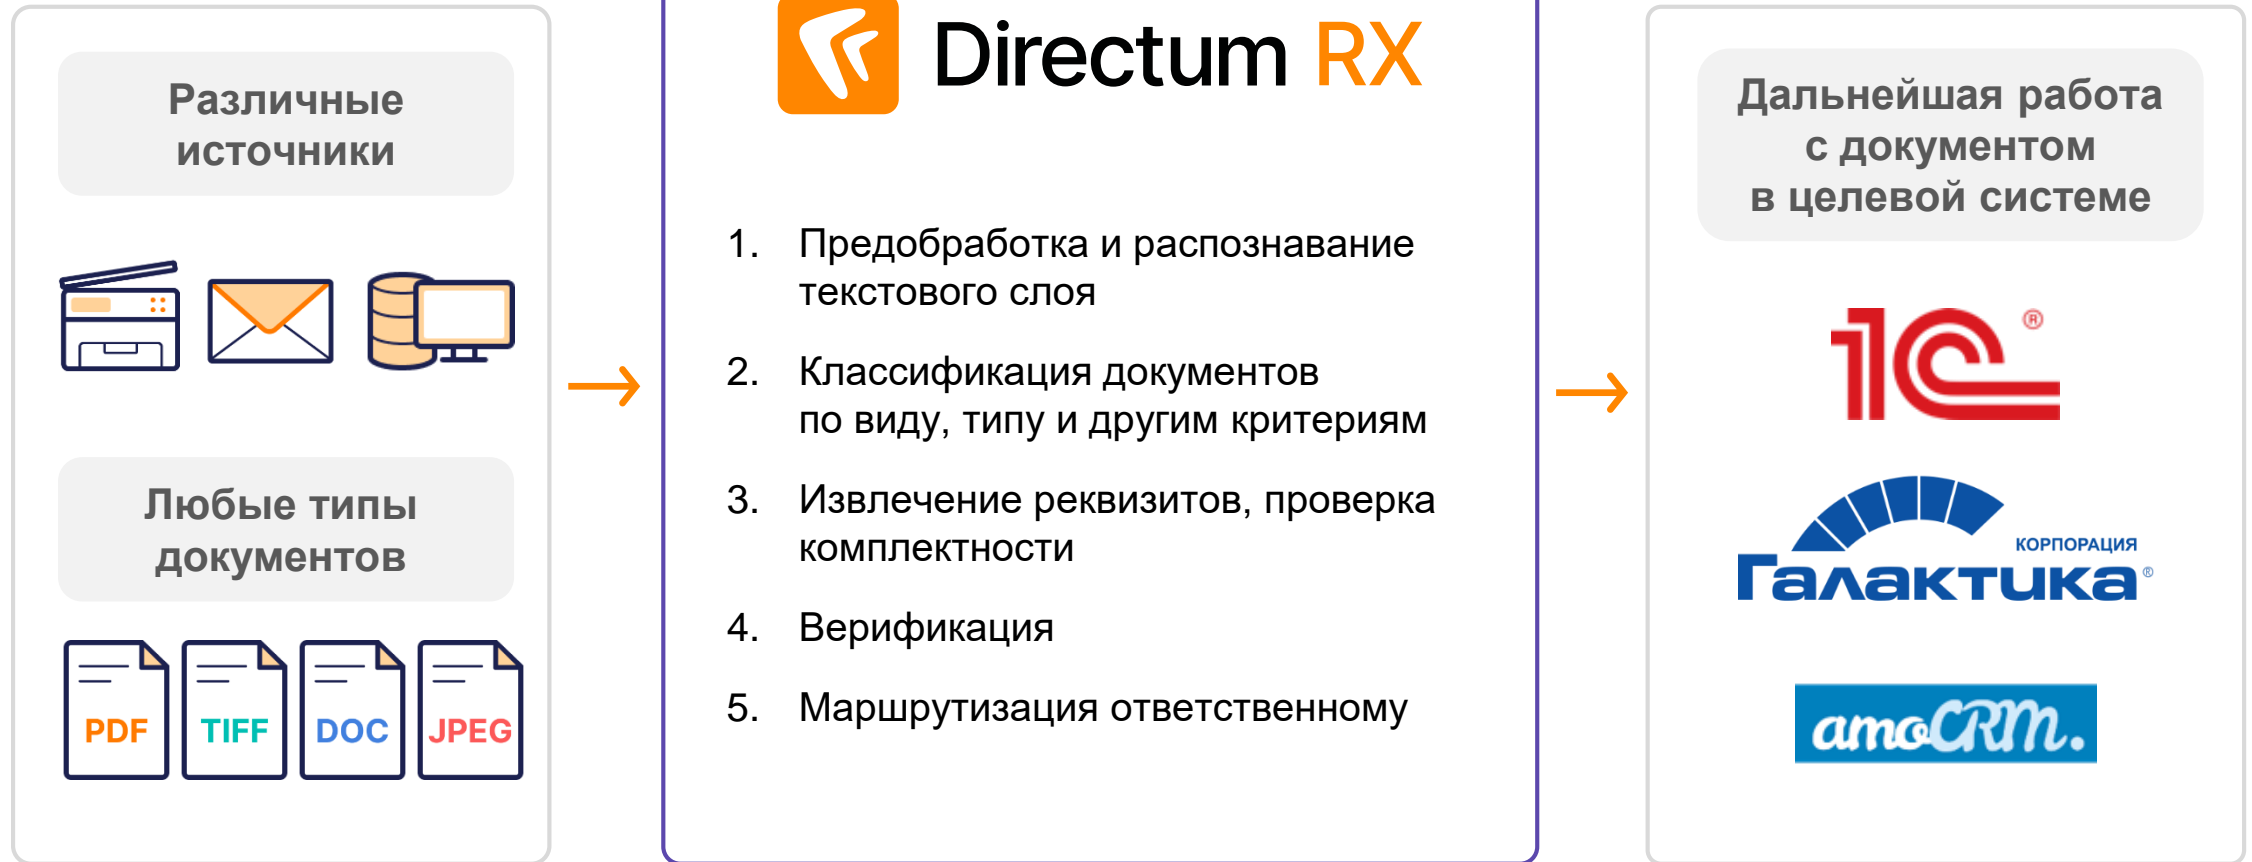 Различные
источники
Любые типы
документов
PDF
TIFF
DOC
JPEG
Directum RX
1. Предобработка и распознавание
текстового слоя
2. Классификация документов
по виду, типу и другим критериям
3. Извлечение реквизитов, проверка
комплектности
4. Верификация
5. Маршрутизация ответственному
Дальнейшая работа
с документом
в целевой системе
1С®
КОРПОРАЦИЯ
Галактика®
amoCRM.